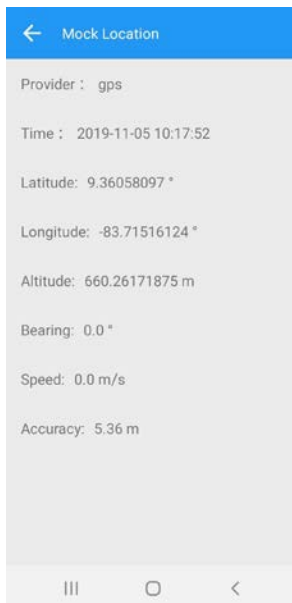 Mock Location
Provider : gps
Time : 2019-11-05 10:17:52
Latitude: 9.36058097 °
Longitude: -83.71516124 °
Altitude: 660.26171875 m
Bearing: 0.0 °
Speed: 0.0 m/s
Accuracy: 5.36 m